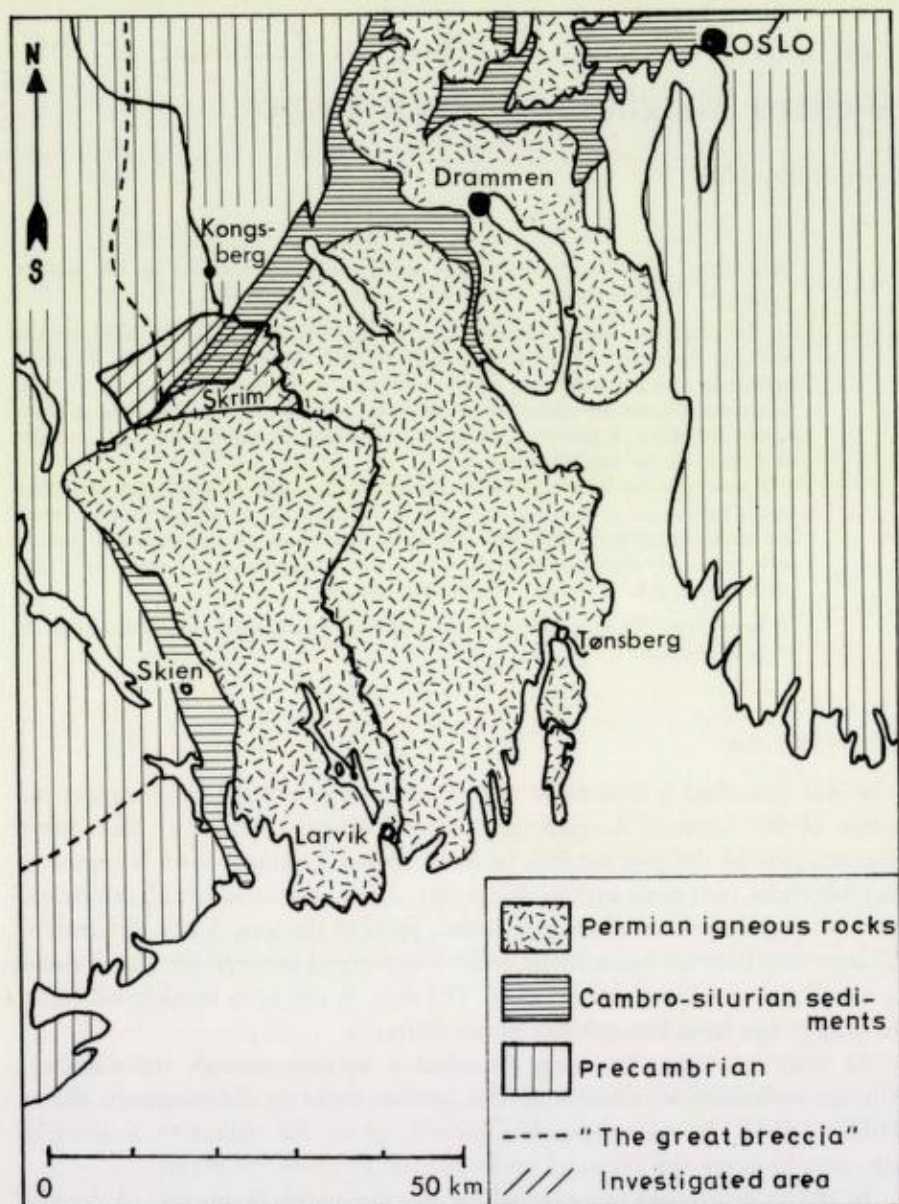 N
OSLO
Drammen
Kongs-
berg
S
Skrim
Tønsberg
Skien
Larvik
Permian igneous rocks
Cambro-silurian sedi-
ments
Precambrian
"The great breccia"
Investigated area
0 50 km